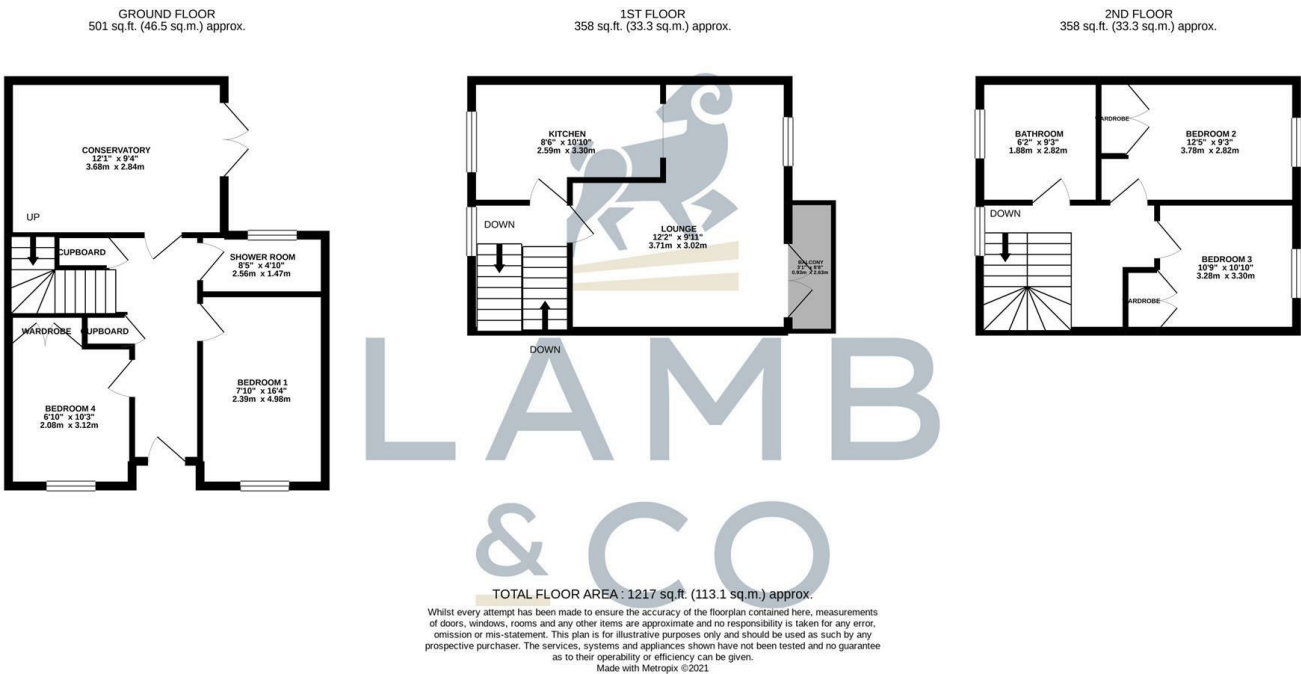 GROUND FLOOR
501 sq.ft. (46.5 sq.m.) approx.
CONSERVATORY
12'1" x 9'4"
3.68m x 2.84m
UP
CUPBOARD
SHOWER ROOM
8'5" x 4'10"
2.56m x 1.47m
WARDROBE
CUPBOARD
BEDROOM 1
7'10" x 16'4"
2.39m x 4.98m
BEDROOM 4
6'10" x 10'3"
2.08m x 3.12m
1ST FLOOR
358 sq.ft. (33.3 sq.m.) approx.
KITCHEN
8'6" x 10'10"
2.59m x 3.30m
DOWN
LOUNGE
12'2" x 9'11"
3.71m x 3.02m
BALCONY
3'1" x 8'8"
0.93m x 2.63m
DOWN
2ND FLOOR
358 sq.ft. (33.3 sq.m.) approx.
BATHROOM
6'2" x 9'3"
1.88m x 2.82m
WARDROBE
BEDROOM 2
12'5" x 9'3"
3.78m x 2.82m
DOWN
BEDROOM 3
10'9" x 10'10"
3.28m x 3.30m
WARDROBE
LAMB
& CO
TOTAL FLOOR AREA : 1217 sq.ft. (113.1 sq.m.) approx.
Whilst every attempt has been made to ensure the accuracy of the floorplan contained here, measurements
of doors, windows, rooms and any other items are approximate and no responsibility is taken for any error,
omission or mis-statement. This plan is for illustrative purposes only and should be used as such by any
prospective purchaser. The services, systems and appliances shown have not been tested and no guarantee
as to their operability or efficiency can be given.
Made with Metropix ©2021